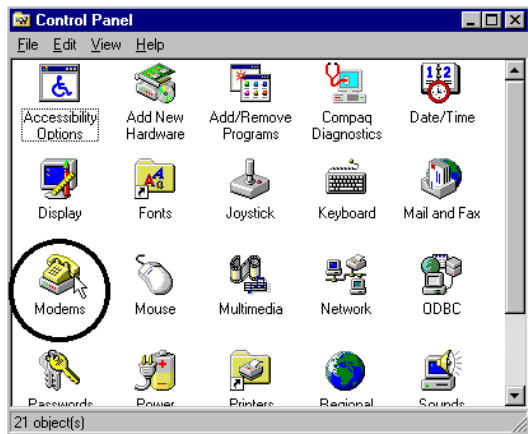 Control Panel
File Edit View Help
Accessibility Options
Add New Hardware
Add/Remove Programs
Compaq Diagnostics
Date/Time
Display
Fonts
Joystick
Keyboard
Mail and Fax
Modems
Mouse
Multimedia
Network
ODBC
Passwords
Power
Printers
Regional
Sounds
21 object(s)